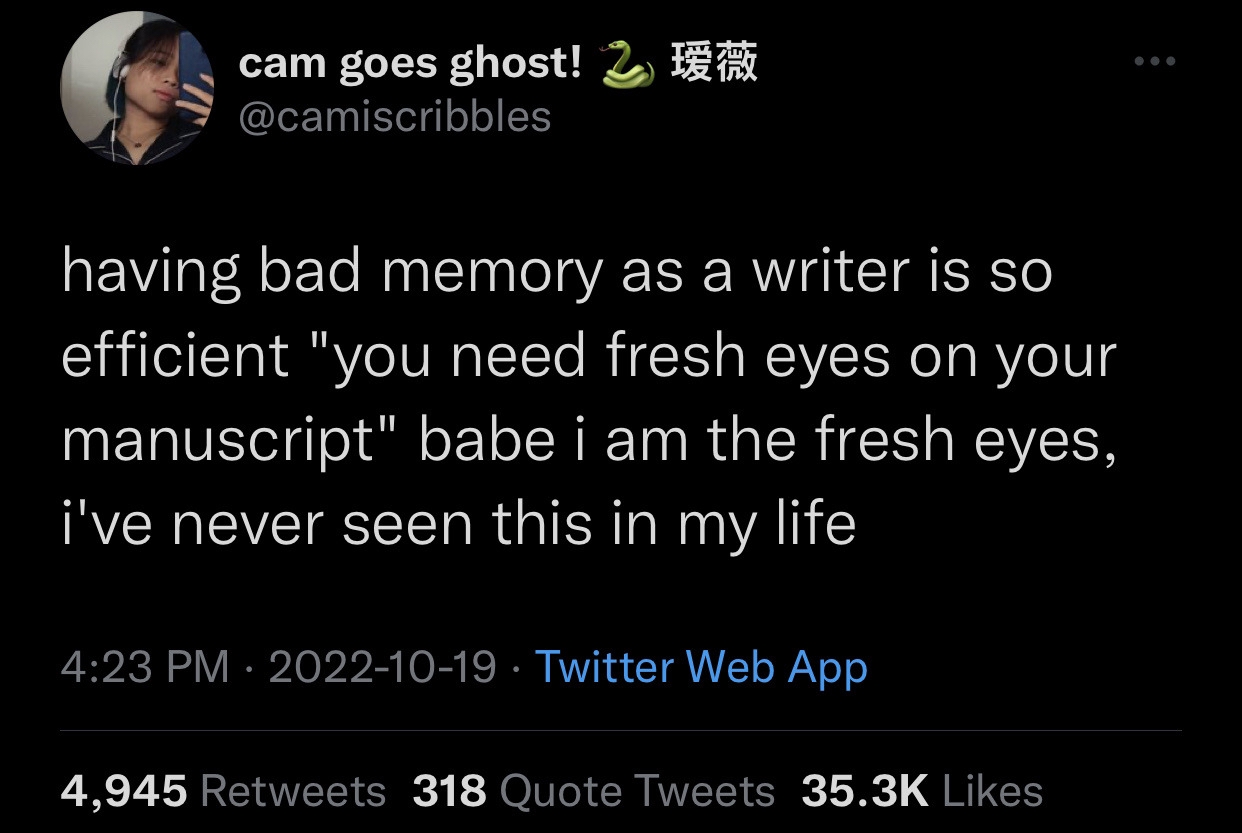 cam goes ghost! 🐍 瑷薇
@camiscribbles
having bad memory as a writer is so
efficient "you need fresh eyes on your
manuscript" babe i am the fresh eyes,
i've never seen this in my life
4:23 PM · 2022-10-19 · Twitter Web App
4,945 Retweets 318 Quote Tweets 35.3K Likes